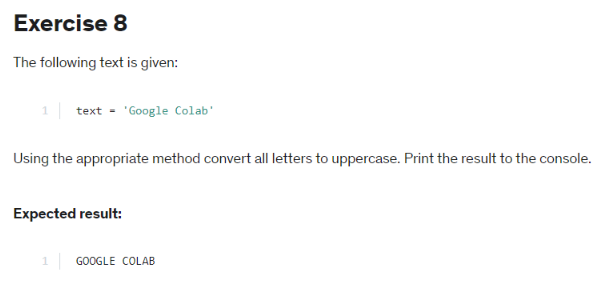 Exercise 8
The following text is given:
1 text = 'Google Colab'
Using the appropriate method convert all letters to uppercase. Print the result to the console.
Expected result:
1 GOOGLE COLAB